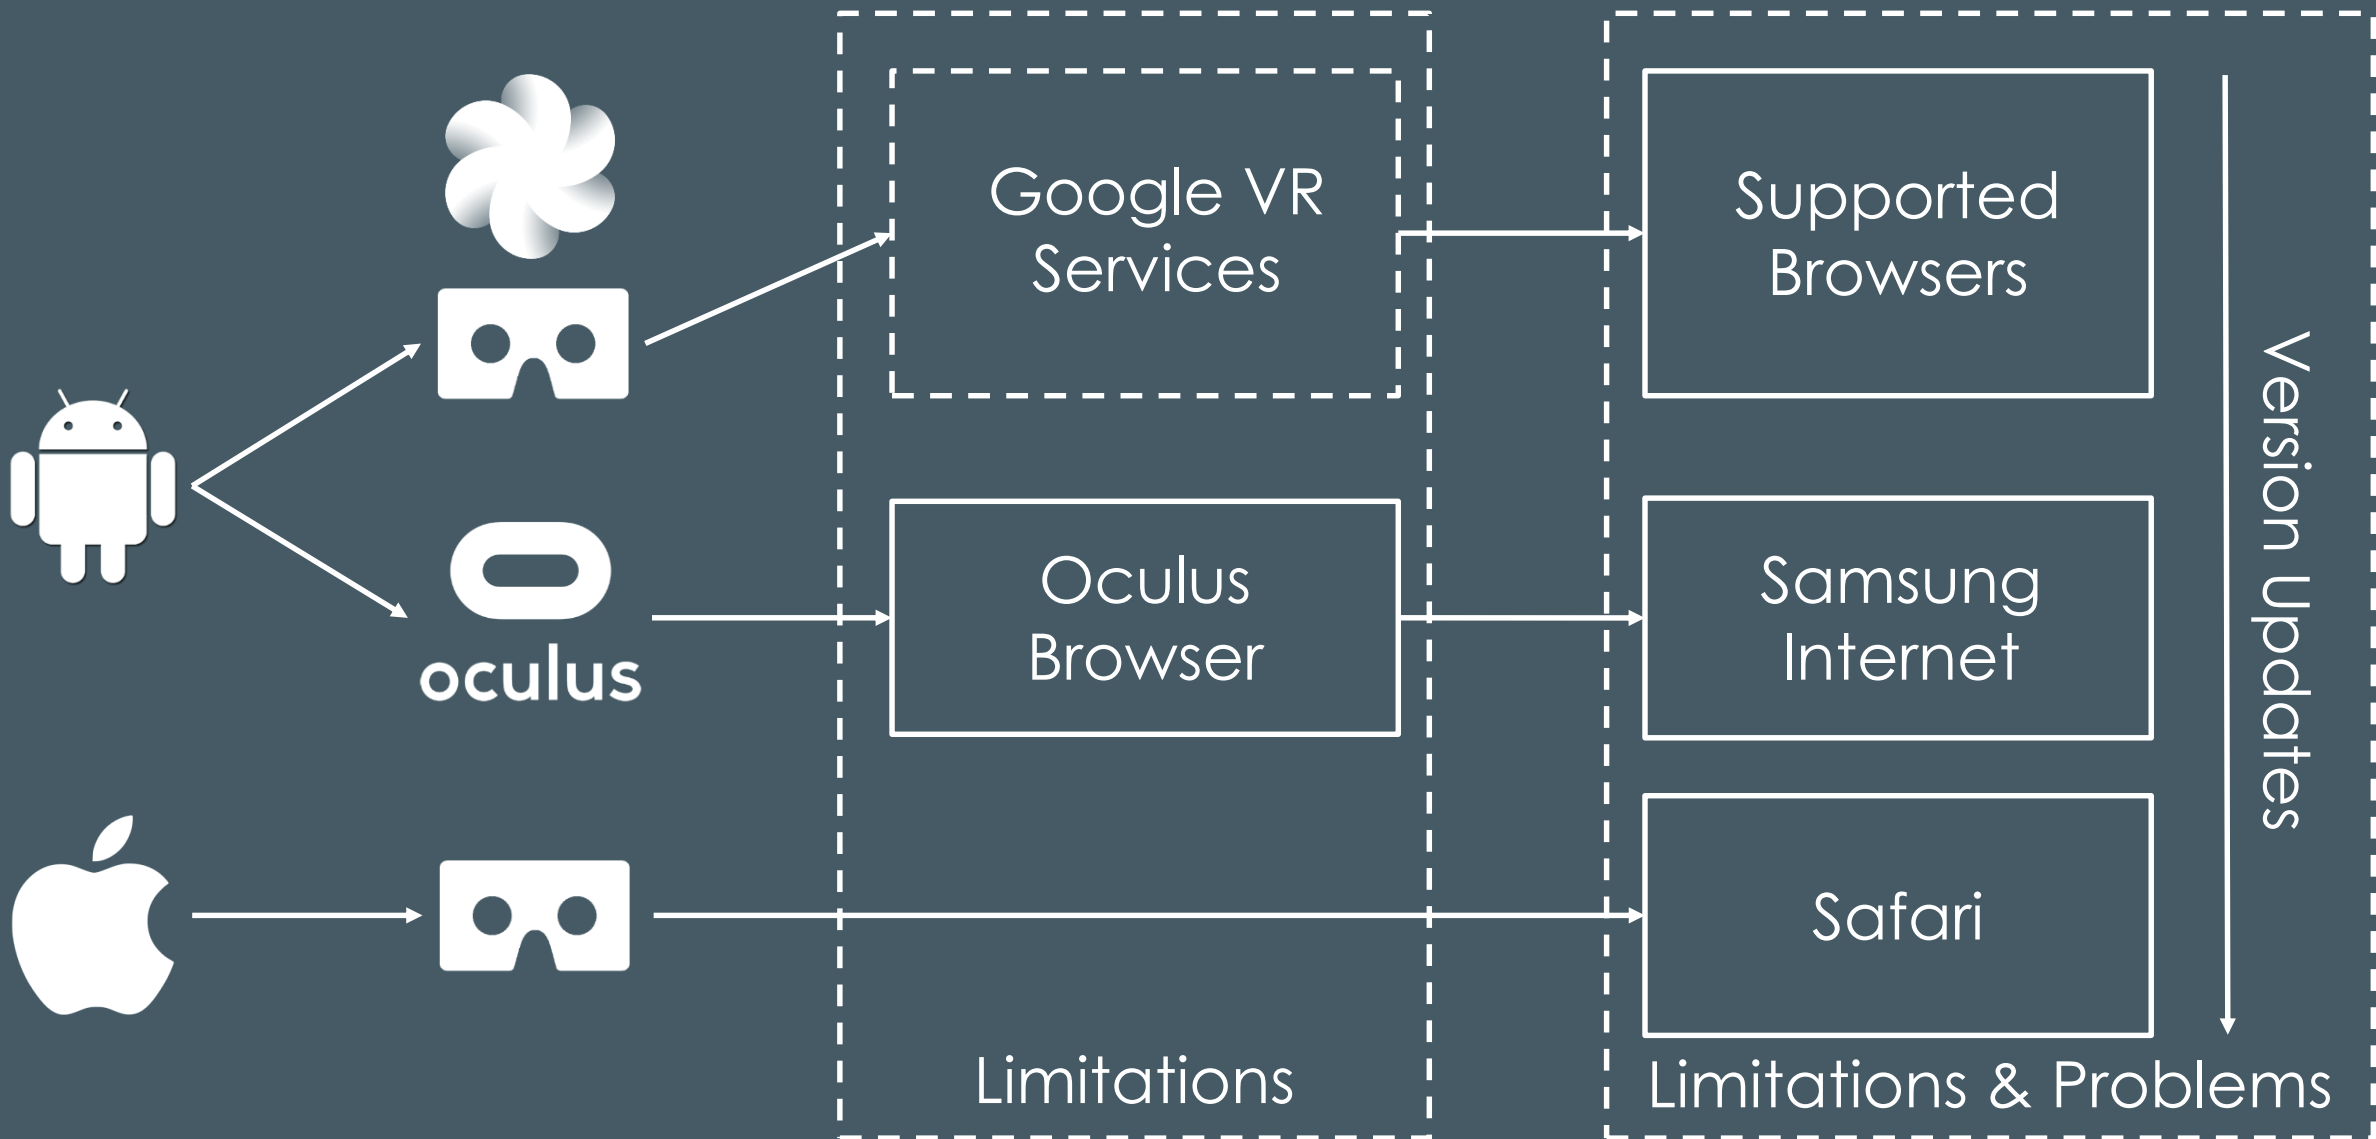 Google VR
Services
Supported
Browsers
oculus
Oculus
Browser
Samsung
Internet
Safari
Version Updates
Limitations
Limitations & Problems